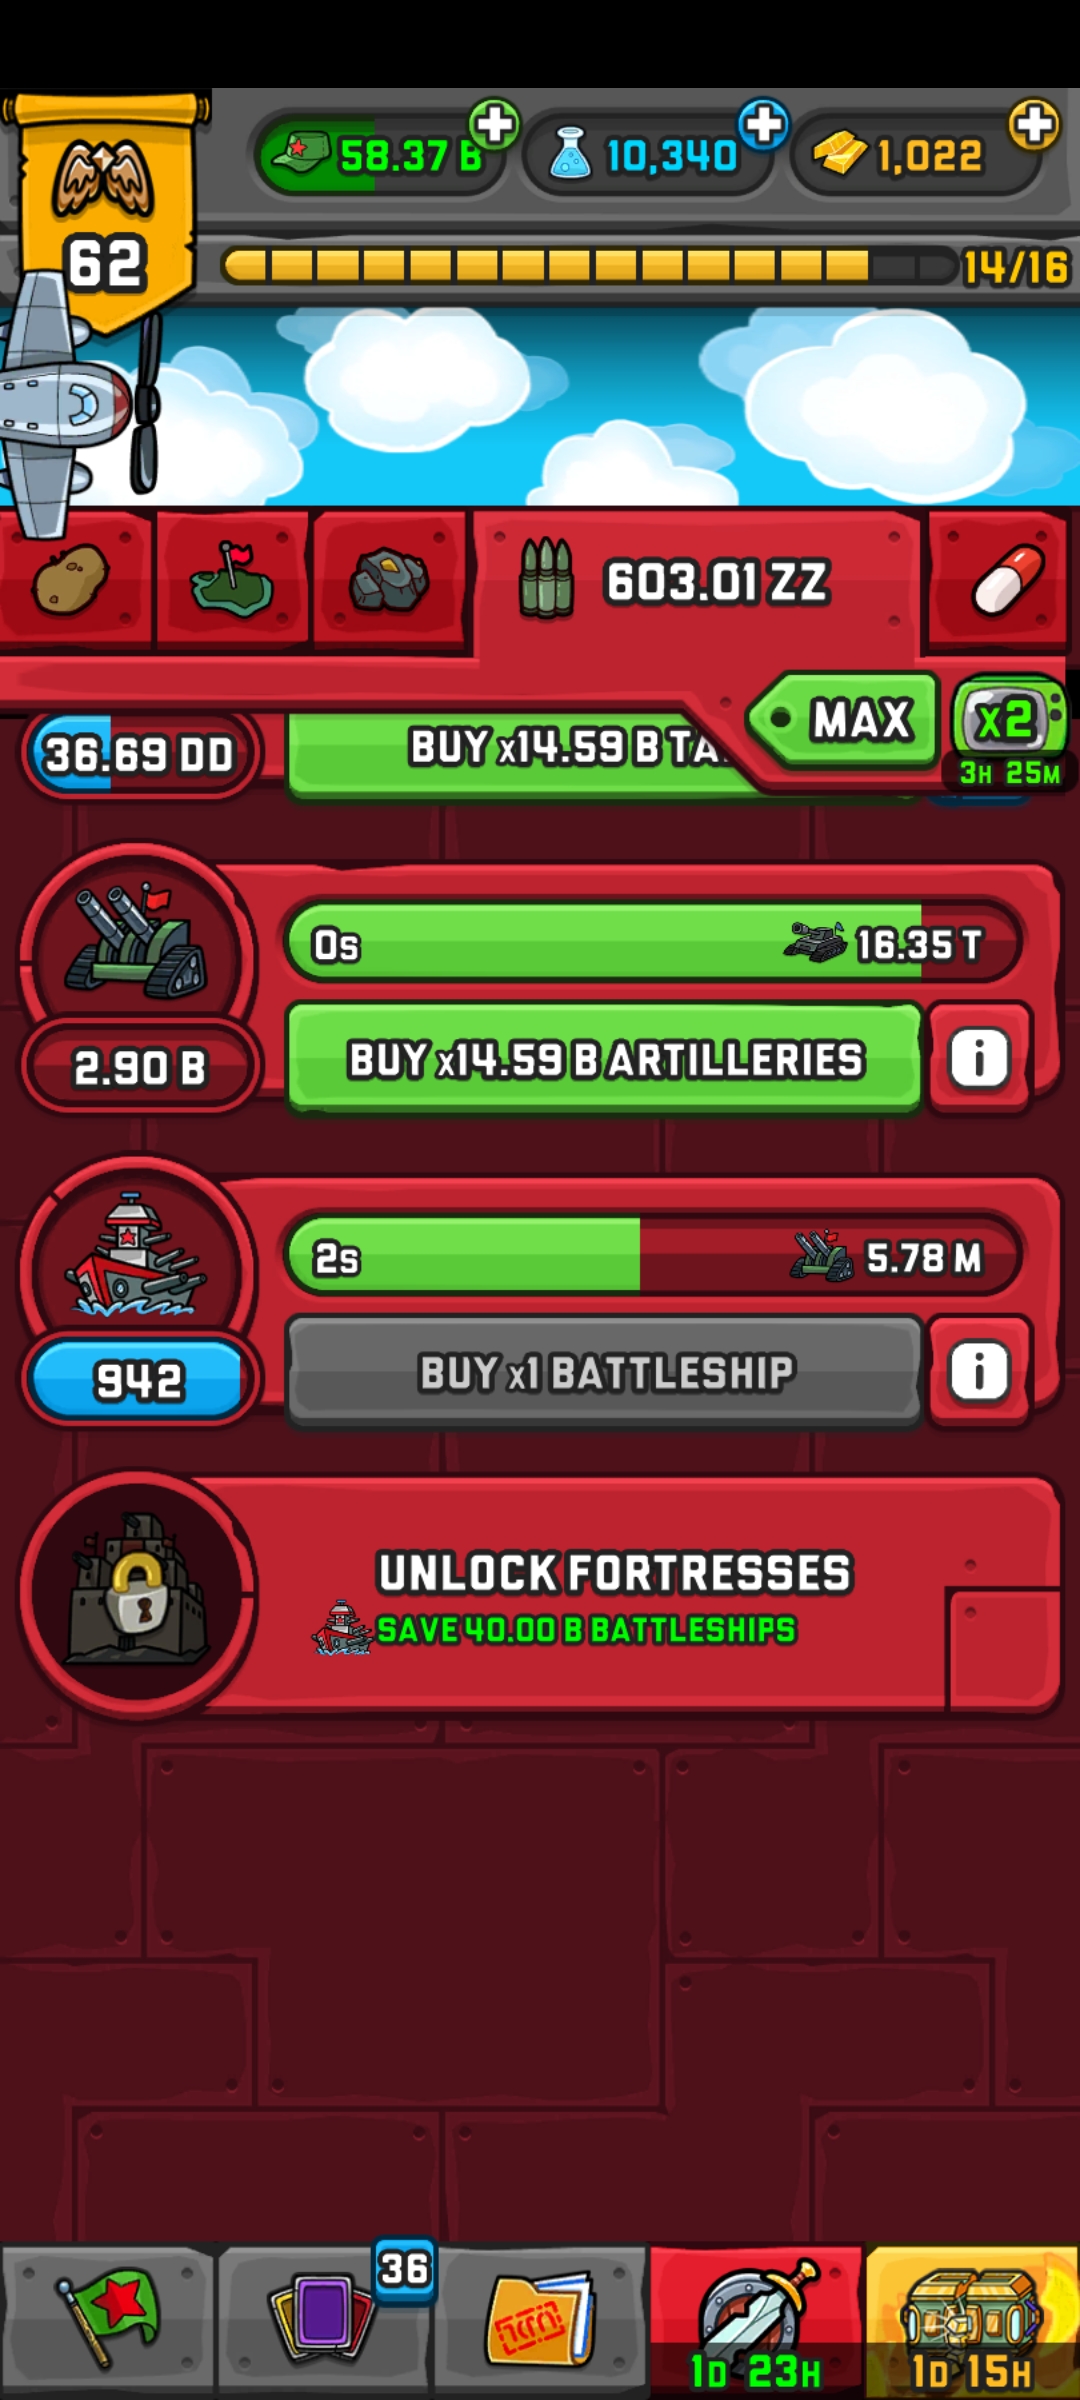 58.37 B
10,340
1,022
62
14/16
603.01 ZZ
MAX
x2
3H 25M
36.69 DD
BUY x14.59 B TA
0s
16.35 T
2.90 B
BUY x14.59 B ARTILLERIES
i
2s
5.78 M
942
BUY x1 BATTLESHIP
i
UNLOCK FORTRESSES
SAVE 40.00 B BATTLESHIPS
36
1D 23H
1D 15H